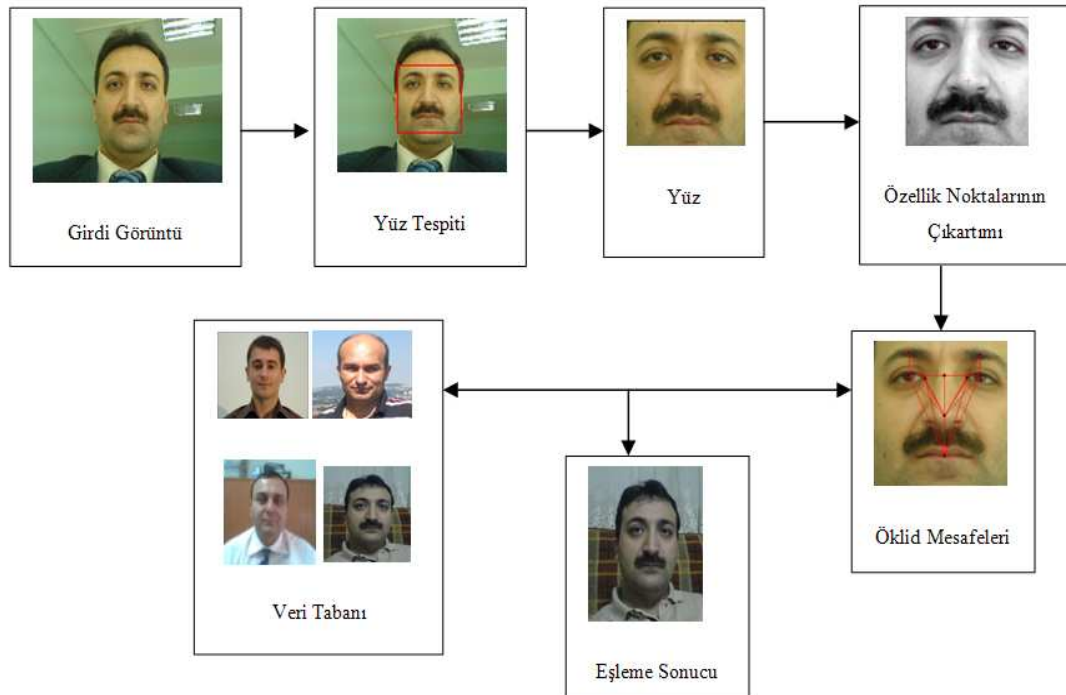 Girdi Görüntü
Yüz Tespiti
Yüz
Özellik Noktalarının
Çıkartımı
Öklid Mesafeleri
Veri Tabanı
Eşleme Sonucu